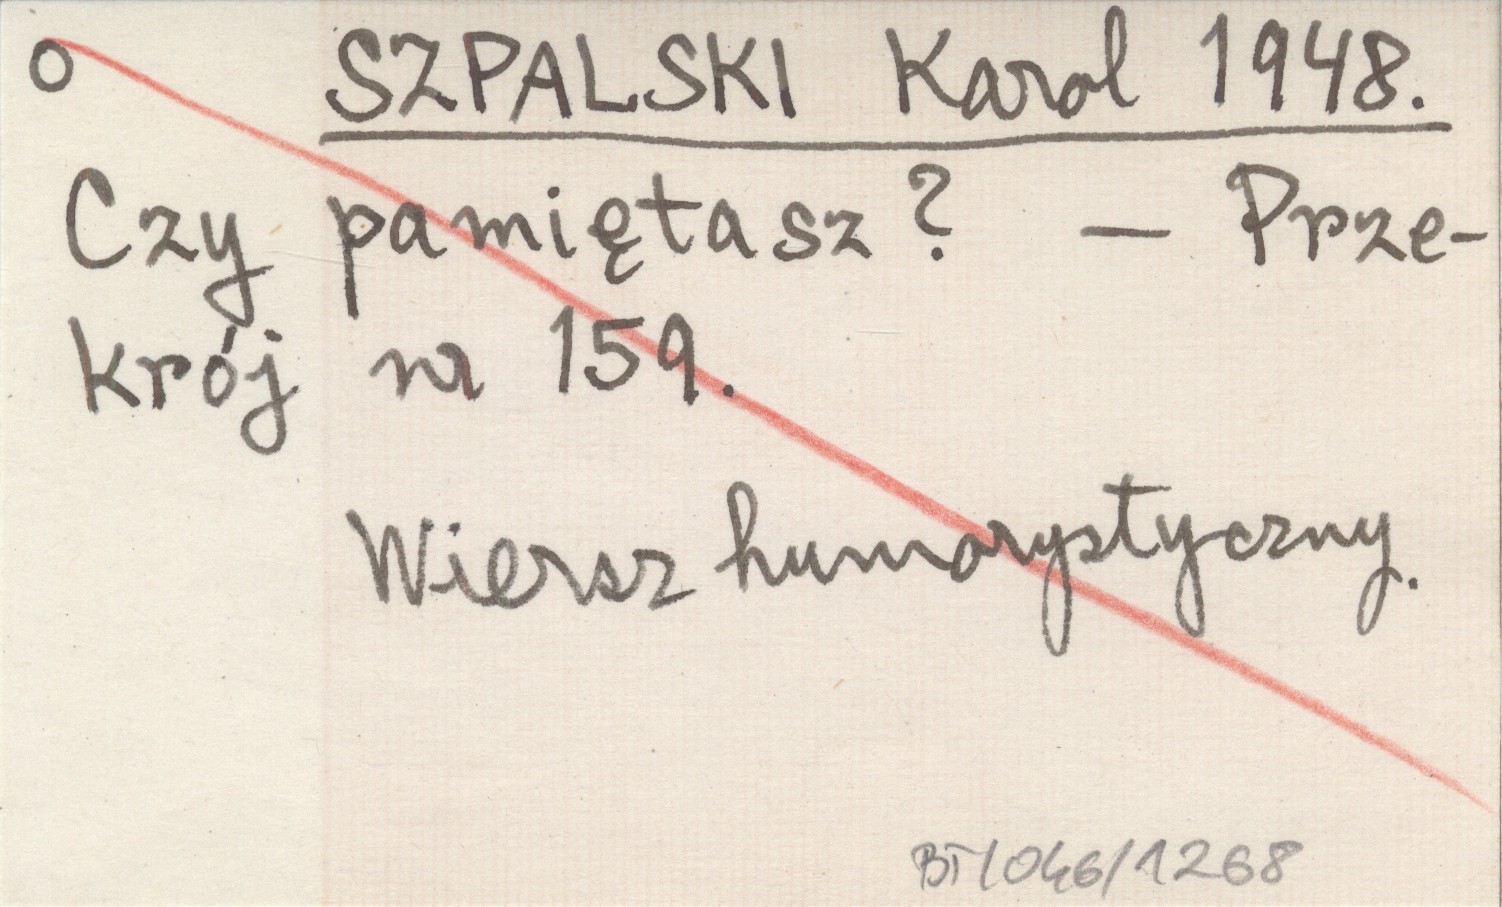 O SZPALSKI Karol 1948.
Czy pamiętasz? — Prze-
krój nr 159.
Wiersz humorystyczny.
BT/046/1268